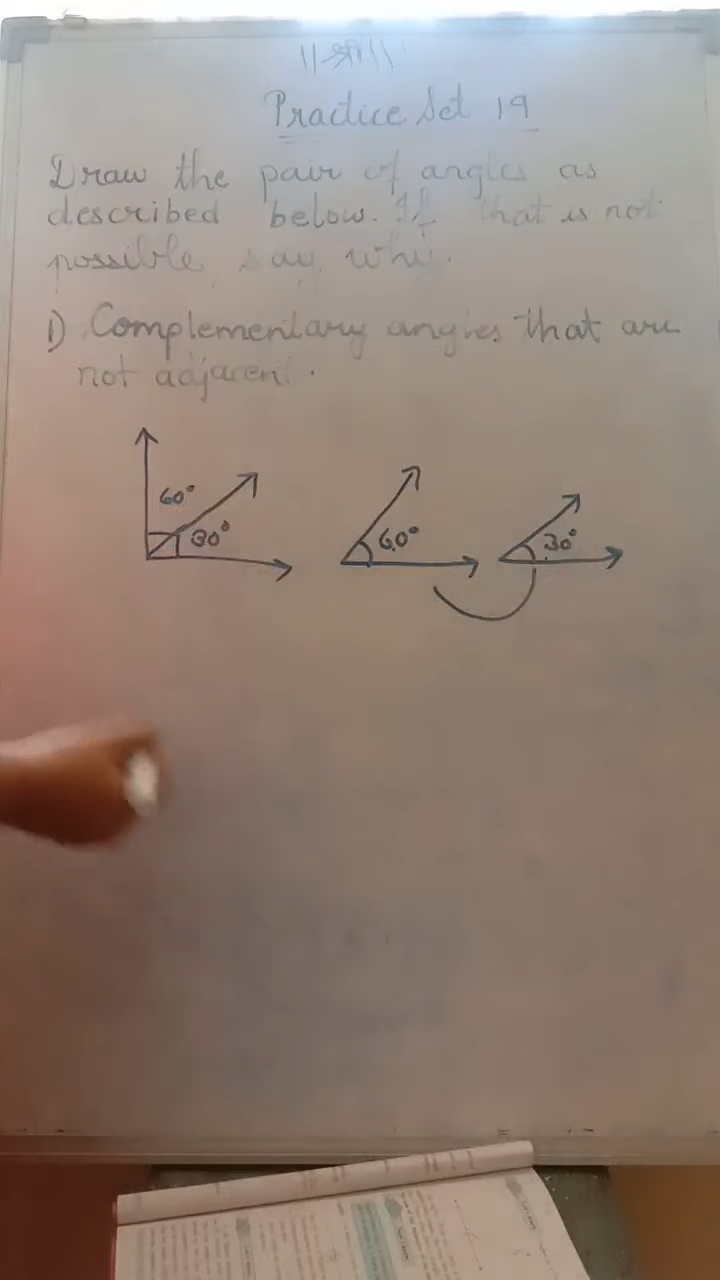 ॥श्री॥
Practice Set 19
Draw the pair of angles as
described below. If that is not
possible, say why.
1) Complementary angles that are
not adjacent.
60°
30°
60°
30°